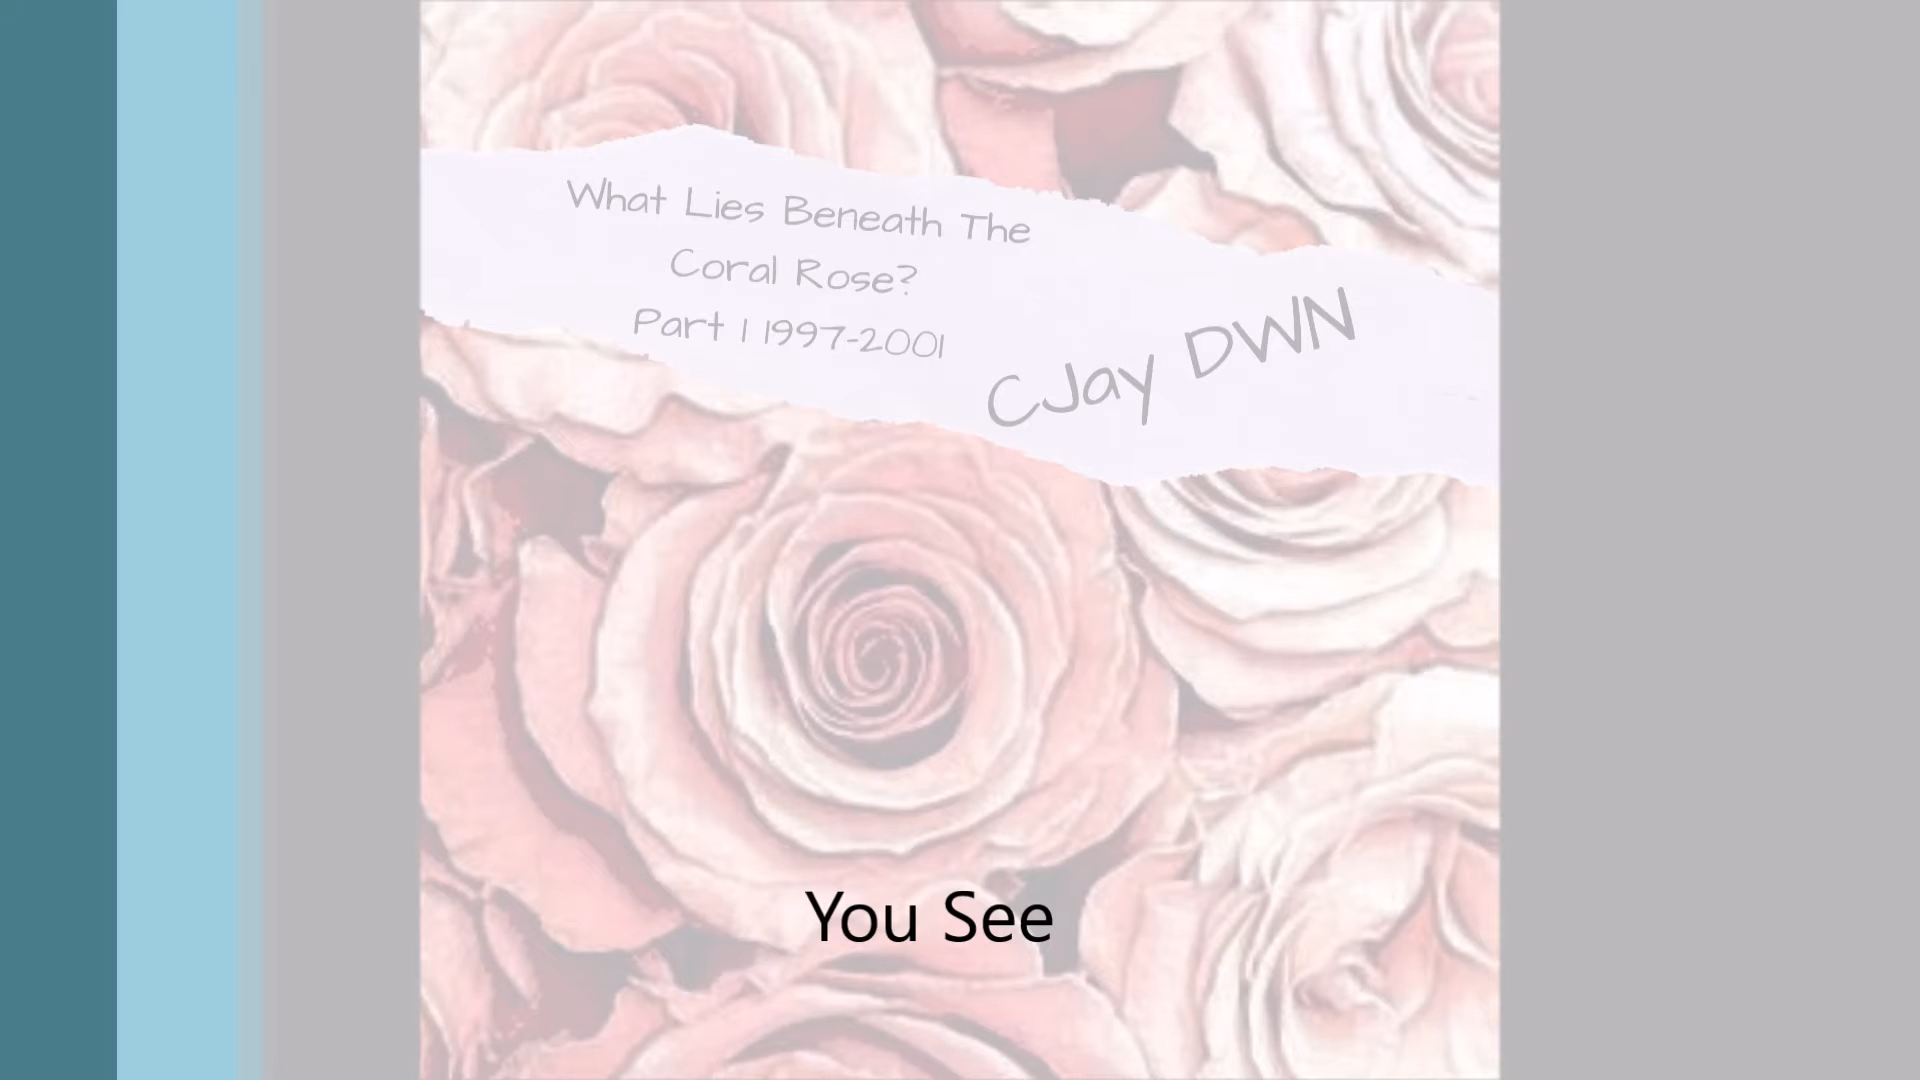 What Lies Beneath The
Coral Rose?
Part 1 1997-2001
CJay DWN
You See